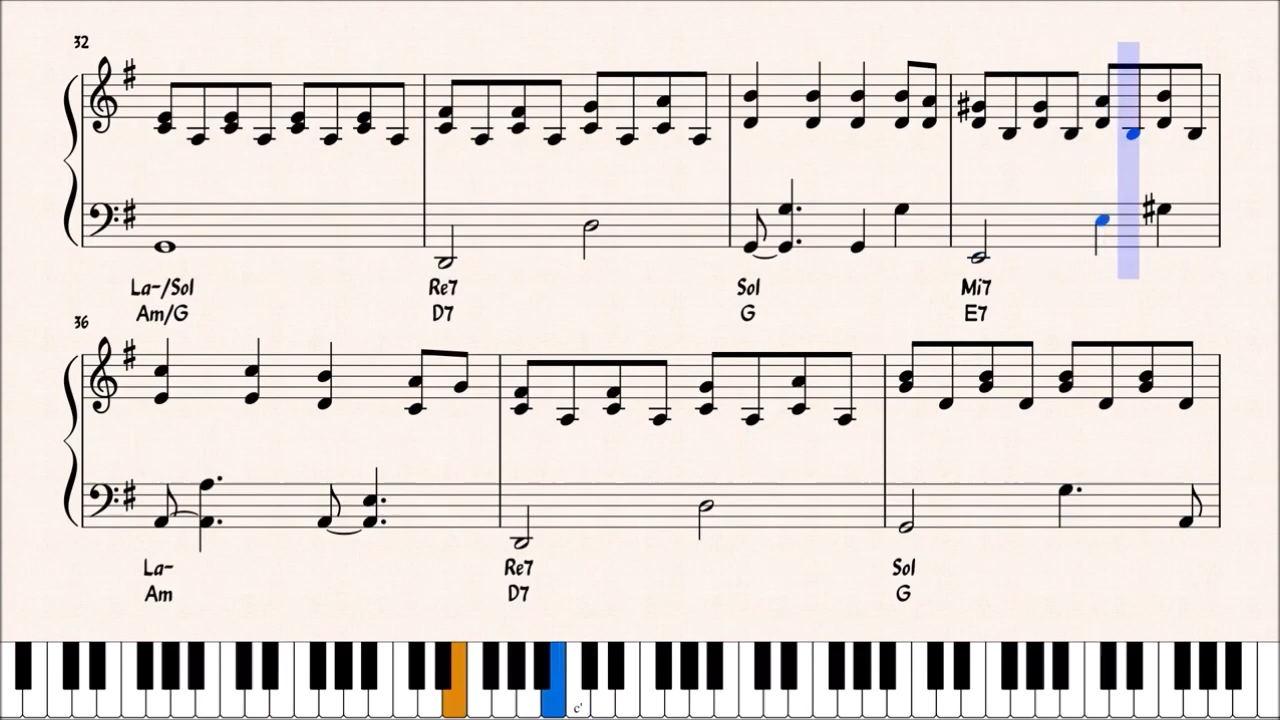 32
La-/Sol Re7 Sol Mi7
Am/G D7 G E7
36
La- Re7 Sol
Am D7 G
c'